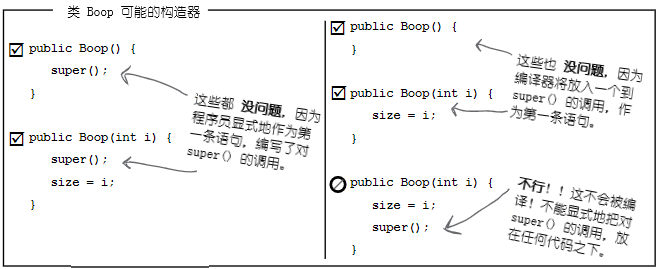 类 Boop 可能的构造器
public Boop() {
super();
}
这些都 没问题，因为
程序员显式地作为第
一条语句，编写了对
super() 的调用。
public Boop(int i) {
super();
size = i;
}
public Boop() {
}
这些也 没问题，因为
编译器将放入一个到
super() 的调用，作
为第一条语句。
public Boop(int i) {
size = i;
}
public Boop(int i) {
size = i;
super();
}
不行！！这不会被编
译！不能显式地把对
super() 的调用，放
在任何代码之下。